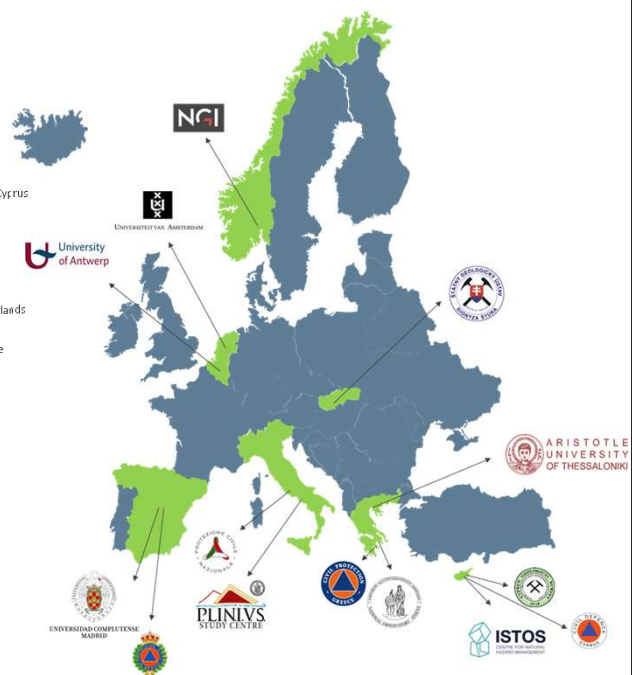 NGI
Cyprus
UNIVERSITEIT VAN AMSTERDAM
University
of Antwerp
ŠTÁTNY GEOLOGICKÝ ÚSTAV
DIONÝZA ŠTÚRA
ARISTOTLE
UNIVERSITY
OF THESSALONIKI
PROTEZIONE CIVILE
NAZIONALE
CIVIL PROTECTION
GREECE
UNIVERSIDAD COMPLUTENSE
MADRID
PLINIVS
STUDY CENTRE
ISTOS
CENTRE FOR NATURAL
HAZARD MANAGEMENT
CIVIL DEFENCE
CYPRUS